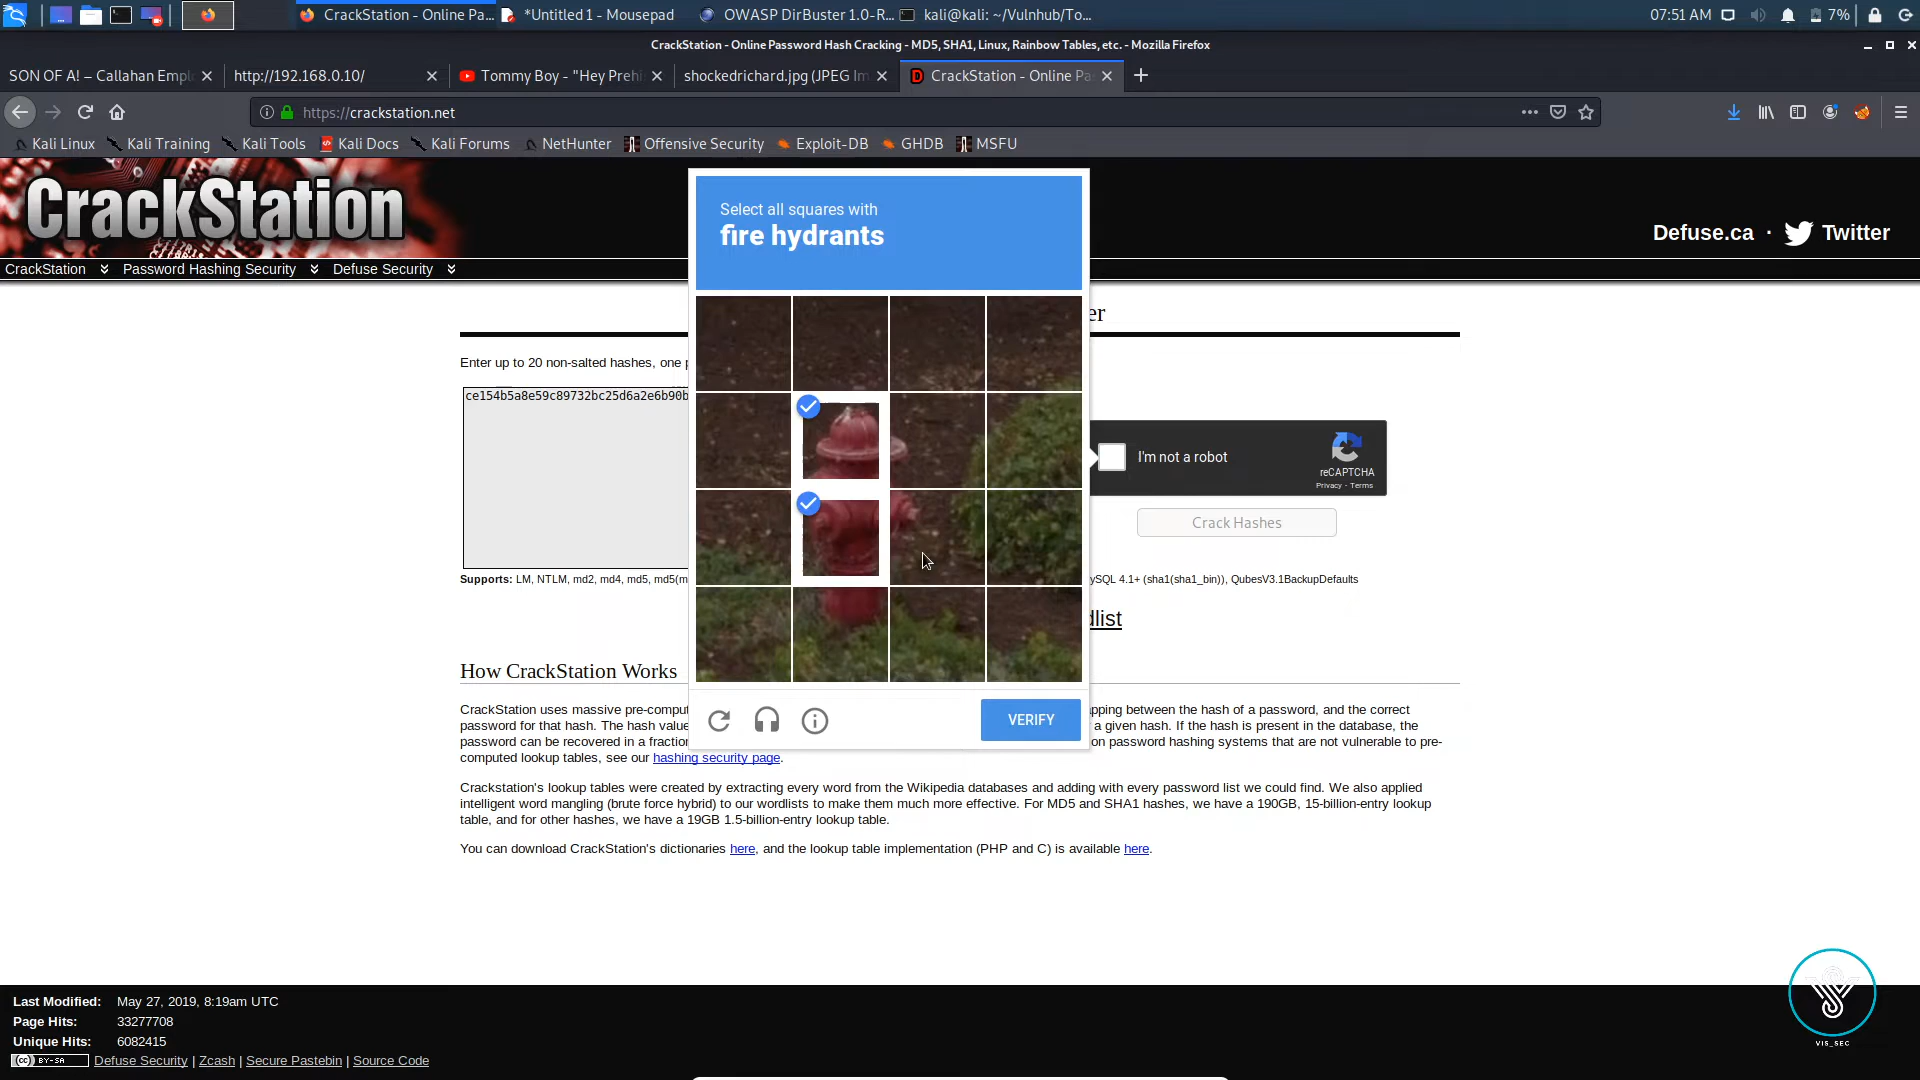 CrackStation - Online Pa...
*Untitled 1 - Mousepad
OWASP DirBuster 1.0-R...
kali@kali: ~/Vulnhub/To...
07:51 AM
7%
CrackStation - Online Password Hash Cracking - MD5, SHA1, Linux, Rainbow Tables, etc. - Mozilla Firefox
SON OF A! – Callahan Empl
http://192.168.0.10/
Tommy Boy - "Hey Prehi
shockedrichard.jpg (JPEG Im
CrackStation - Online Pa
https://crackstation.net
Kali Linux
Kali Training
Kali Tools
Kali Docs
Kali Forums
NetHunter
Offensive Security
Exploit-DB
GHDB
MSFU
CrackStation
Defuse.ca · Twitter
CrackStation
Password Hashing Security
Defuse Security
Select all squares with
fire hydrants
er
Enter up to 20 non-salted hashes, one p
ce154b5a8e59c89732bc25d6a2e6b90b
I'm not a robot
reCAPTCHA
Privacy - Terms
Crack Hashes
Supports: LM, NTLM, md2, md4, md5, md5(m
ySQL 4.1+ (sha1(sha1_bin)), QubesV3.1BackupDefaults
dlist
VERIFY
How CrackStation Works
CrackStation uses massive pre-comput
pping between the hash of a password, and the correct
password for that hash. The hash value
a given hash. If the hash is present in the database, the
password can be recovered in a fraction
on password hashing systems that are not vulnerable to pre-
computed lookup tables, see our hashing security page.
Crackstation's lookup tables were created by extracting every word from the Wikipedia databases and adding with every password list we could find. We also applied
intelligent word mangling (brute force hybrid) to our wordlists to make them much more effective. For MD5 and SHA1 hashes, we have a 190GB, 15-billion-entry lookup
table, and for other hashes, we have a 19GB 1.5-billion-entry lookup table.
You can download CrackStation's dictionaries here, and the lookup table implementation (PHP and C) is available here.
Last Modified: May 27, 2019, 8:19am UTC
Page Hits: 33277708
Unique Hits: 6082415
CC BY-SA Defuse Security | Zcash | Secure Pastebin | Source Code
VIS_SEC